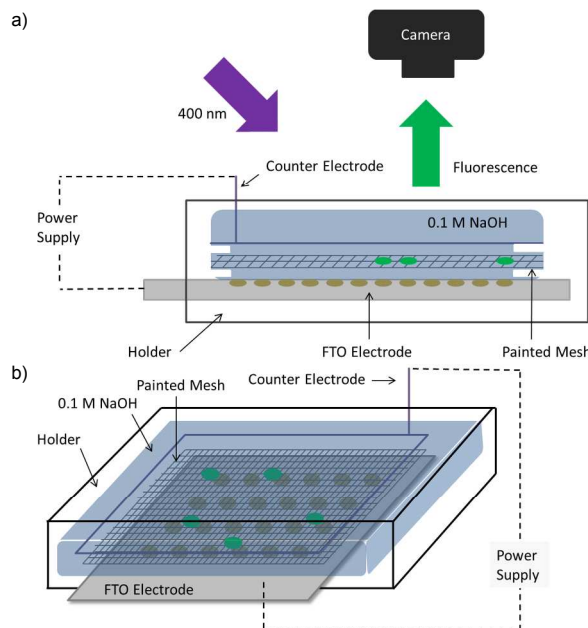 a)
Camera
400 nm
Counter Electrode
Fluorescence
Power
Supply
0.1 M NaOH
Holder
FTO Electrode
Painted Mesh
b)
Painted Mesh
Counter Electrode
0.1 M NaOH
Holder
Power
Supply
FTO Electrode